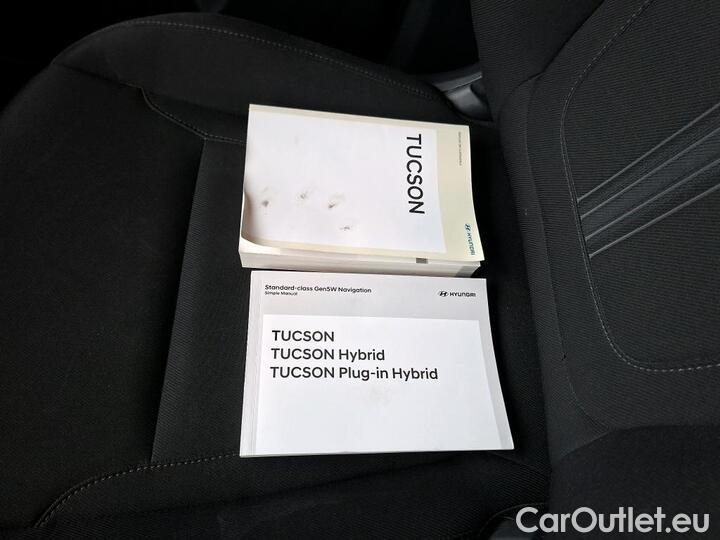 TUCSON
HYUNDAI
Standard-class Gen5W Navigation
Simple Manual
HYUNDAI
TUCSON
TUCSON Hybrid
TUCSON Plug-in Hybrid
CarOutlet.eu